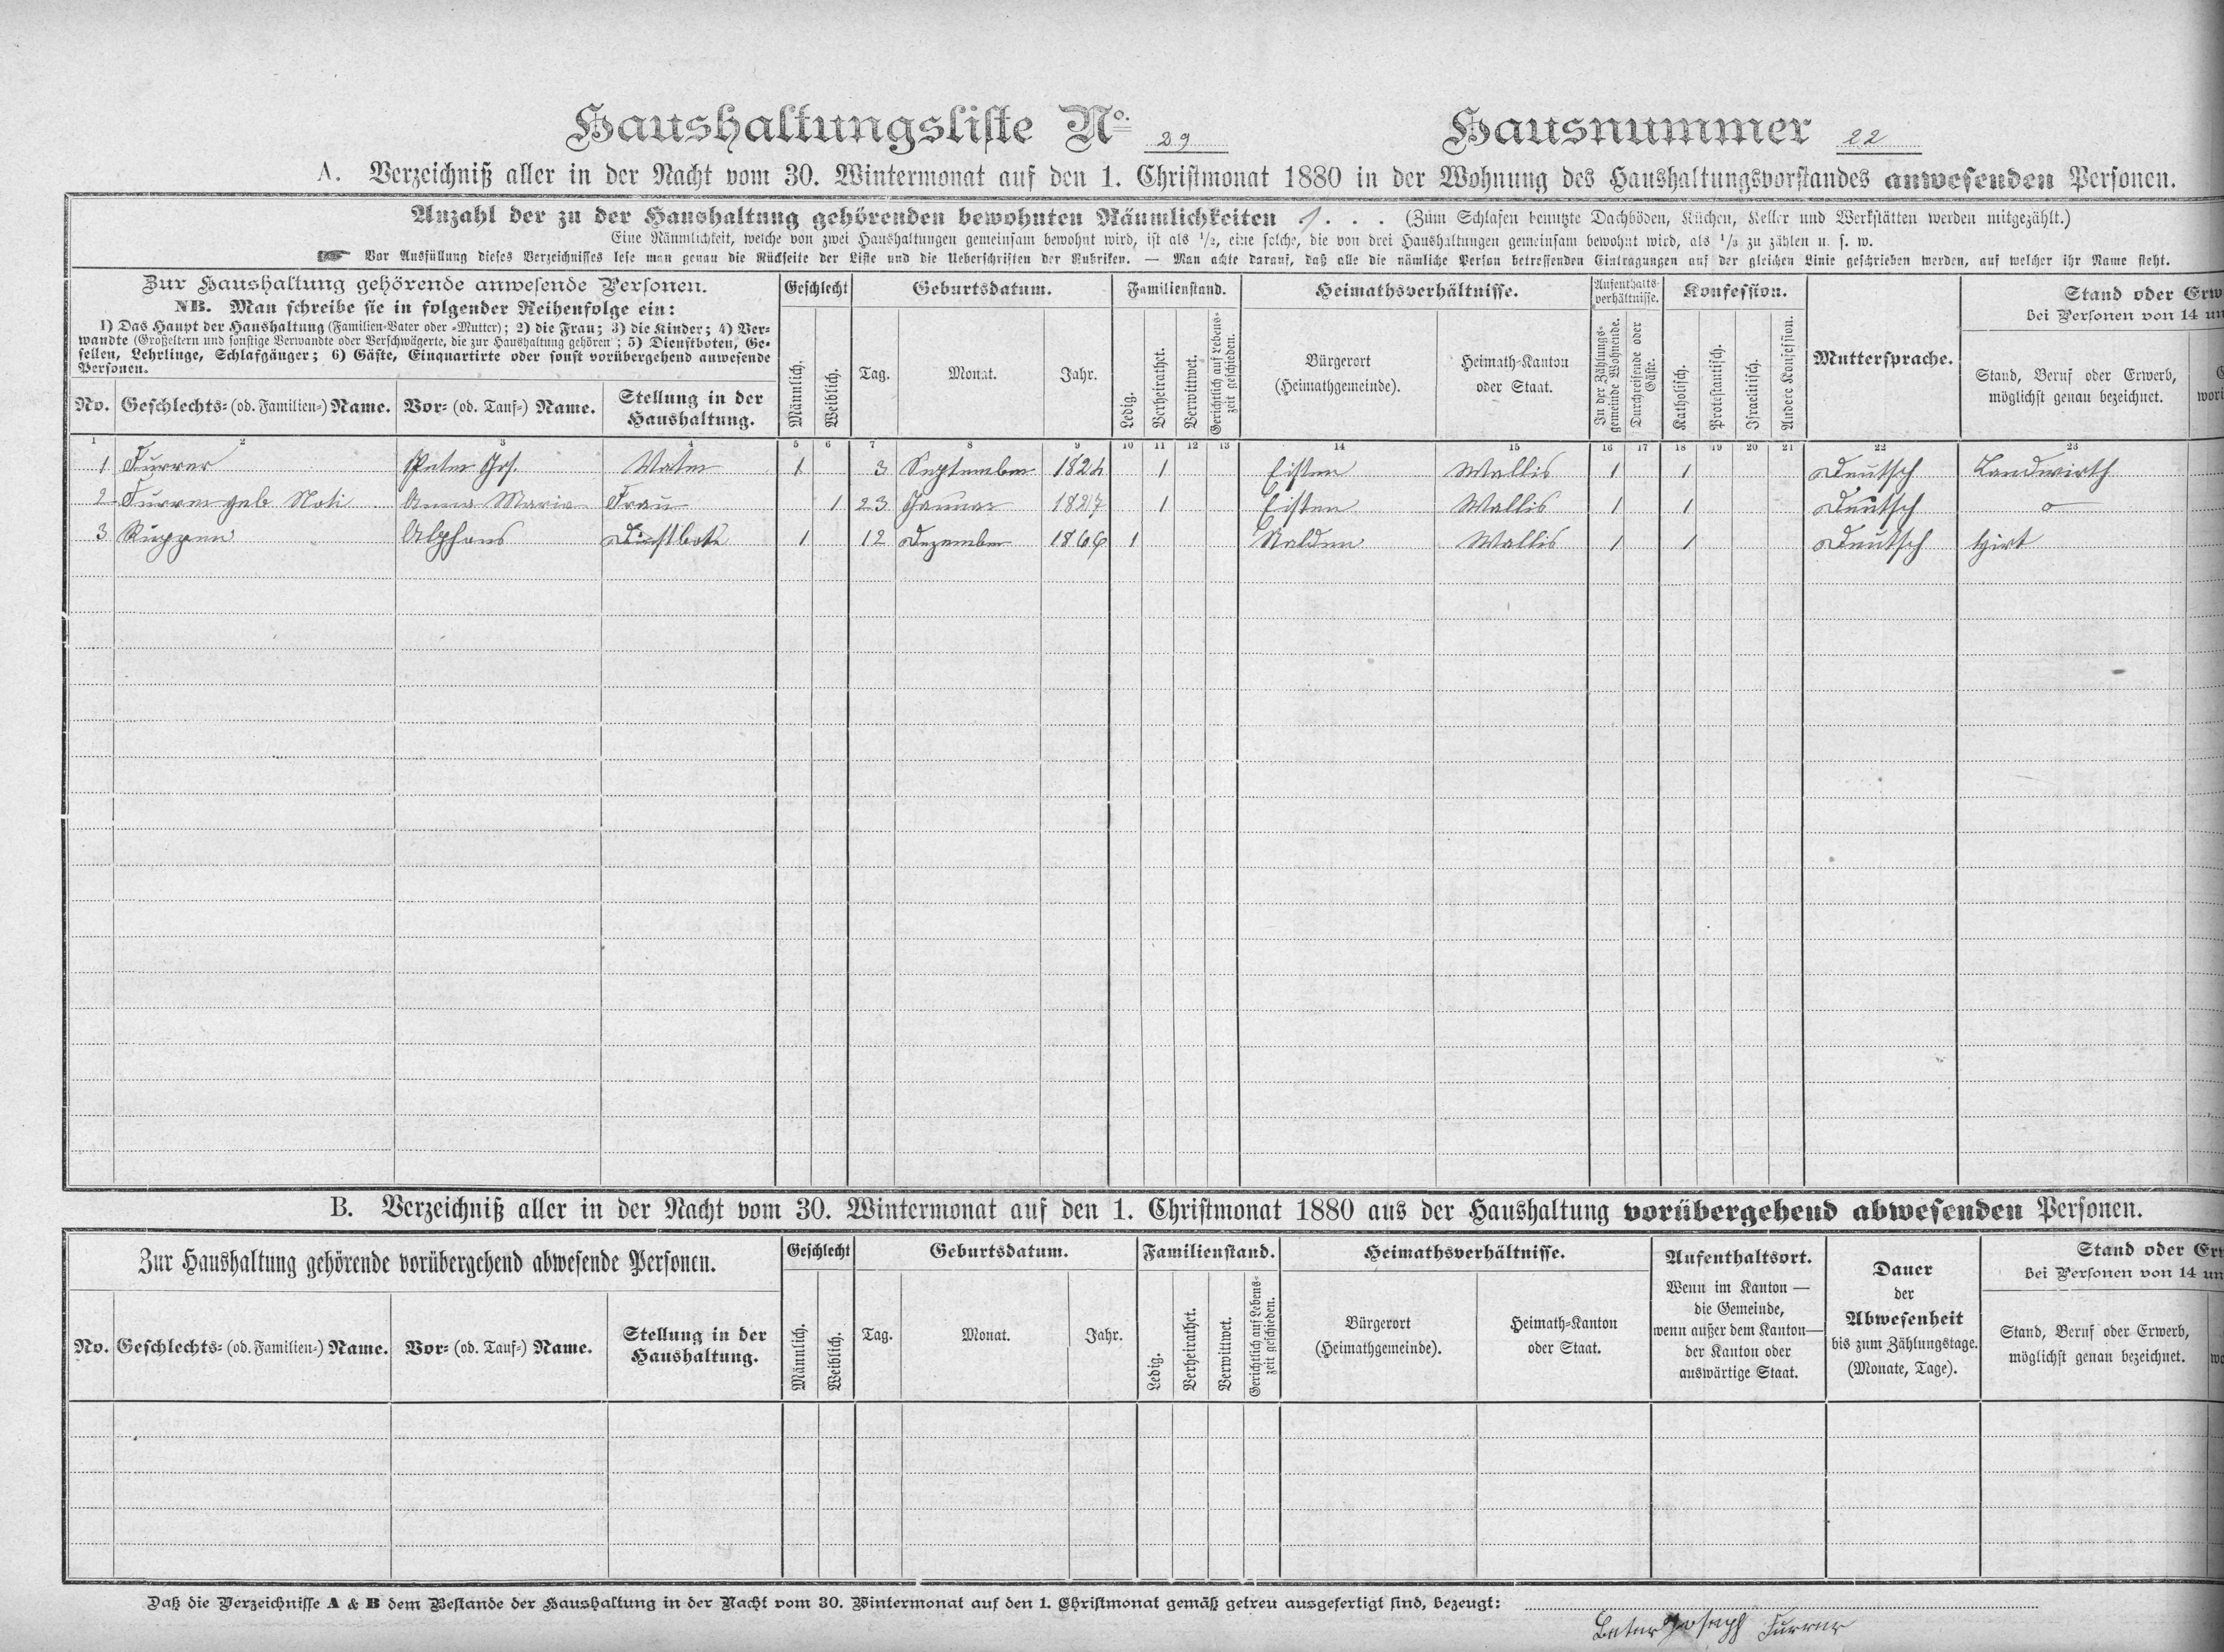 Haushaltungsliste No. 29 Hausnummer 22
A. Verzeichniß aller in der Nacht vom 30. Wintermonat auf den 1. Christmonat 1880 in der Wohnung des Haushaltungsvorstandes anwesenden Personen.
Anzahl der zu der Haushaltung gehörenden bewohnten Räumlichkeiten 1 . . . (Zum Schlafen benutzte Dachböden, Küchen, Keller und Werkstätten werden mitgezählt.)
Eine Räumlichkeit, welche von zwei Haushaltungen gemeinsam bewohnt wird, ist als 1/2, eine solche, die von drei Haushaltungen gemeinsam bewohnt wird, als 1/3 zu zählen u. s. w.
☛ Vor Ausfüllung dieses Verzeichnisses lese man genau die Rückseite der Liste und die Ueberschriften der Rubriken. — Man achte darauf, daß alle die nämliche Person betreffenden Eintragungen auf der gleichen Linie geschrieben werden, auf welcher ihr Name steht.
Zur Haushaltung gehörende anwesende Personen.
NB. Man schreibe sie in folgender Reihenfolge ein:
1) Das Haupt der Haushaltung (Familien-Vater oder -Mutter); 2) die Frau; 3) die Kinder; 4) Ver-
wandte (Großeltern und sonstige Verwandte oder Verschwägerte, die zur Haushaltung gehören); 5) Dienstboten, Ge-
sellen, Lehrlinge, Schlafgänger; 6) Gäste, Einquartirte oder sonst vorübergehend anwesende
Personen.
No. Geschlechts- (od. Familien-) Name. Vor- (od. Tauf-) Name. Stellung in der
Haushaltung.
Geschlecht
Männlich. Weiblich.
Geburtsdatum.
Tag. Monat. Jahr.
Familienstand.
Ledig. Verheirathet. Verwittwet. Gerichtlich auf Lebens-
zeit geschieden.
Heimathsverhältnisse.
Bürgerort
(Heimathgemeinde).
Heimath-Kanton
oder Staat.
Aufenthalts-
verhältnisse.
In der Zählungs-
gemeinde Wohnende.
Durchreisende oder
Gäste.
Konfession.
Katholisch. Protestantisch. Israelitisch. Andere Konfession.
Muttersprache.
Stand oder Erw
bei Personen von 14 un
Stand, Beruf oder Erwerb,
möglichst genau bezeichnet.
wori
1 2 3 4 5 6 7 8 9 10 11 12 13 14 15 16 17 18 19 20 21 22 23
1 Furrer Peter Jos. Vater 1 3 September 1824 1 Eisten Wallis 1 1 Deutsch Landwirth
2 Furrer geb Noti Anna Maria Frau 1 23 Januar 1827 1 Eisten Wallis 1 1 Deutsch o
3 Ruppen Alphons Dienstbote 1 12 Dezember 1866 1 Stalden Wallis 1 1 Deutsch Hirt
B. Verzeichniß aller in der Nacht vom 30. Wintermonat auf den 1. Christmonat 1880 aus der Haushaltung vorübergehend abwesenden Personen.
Zur Haushaltung gehörende vorübergehend abwesende Personen.
No. Geschlechts- (od. Familien-) Name. Vor- (od. Tauf-) Name. Stellung in der
Haushaltung.
Geschlecht
Männlich. Weiblich.
Geburtsdatum.
Tag. Monat. Jahr.
Familienstand.
Ledig. Verheirathet. Verwittwet. Gerichtlich auf Lebens-
zeit geschieden.
Heimathsverhältnisse.
Bürgerort
(Heimathgemeinde).
Heimath-Kanton
oder Staat.
Aufenthaltsort.
Wenn im Kanton —
die Gemeinde,
wenn außer dem Kanton—
der Kanton oder
auswärtige Staat.
Dauer
der
Abwesenheit
bis zum Zählungstage.
(Monate, Tage).
Stand oder Erw
bei Personen von 14 un
Stand, Beruf oder Erwerb,
möglichst genau bezeichnet.
Daß die Verzeichnisse A & B dem Bestande der Haushaltung in der Nacht vom 30. Wintermonat auf den 1. Christmonat gemäß getreu ausgefertigt sind, bezeugt:
Peter Joseph Furrer